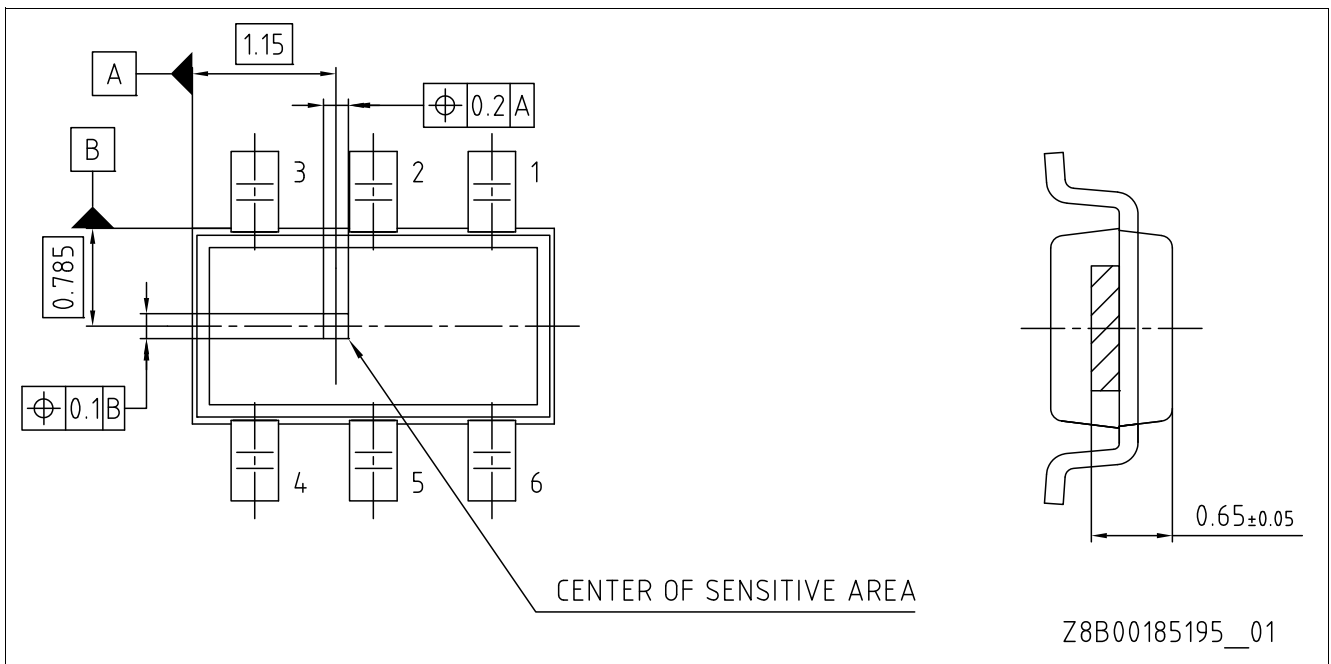 1.15
A
⌖ 0.2 A
B
3 2 1
0.785
⌖ 0.1 B
4 5 6
0.65±0.05
CENTER OF SENSITIVE AREA
Z8B00185195__01